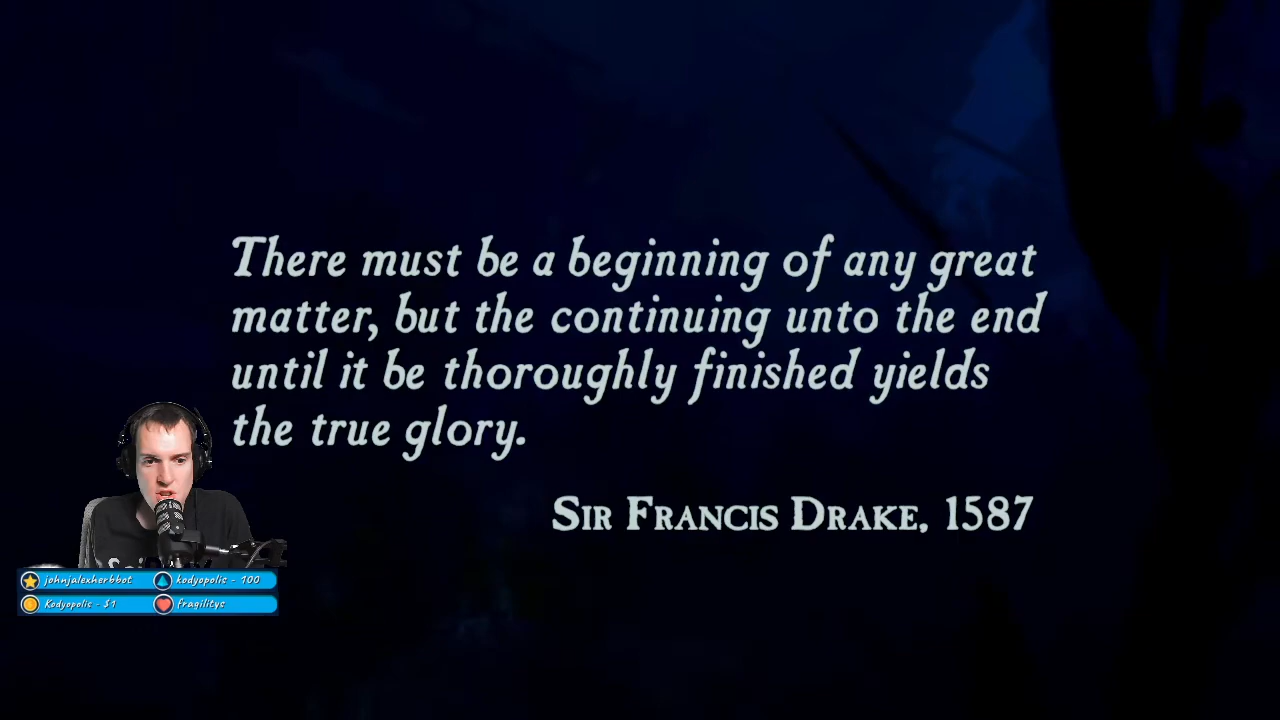 There must be a beginning of any great
matter, but the continuing unto the end
until it be thoroughly finished yields
the true glory.
Sir Francis Drake, 1587
johnjalexherbbot
kodyopolis - 100
Kodyopolis - $1
fragilitys